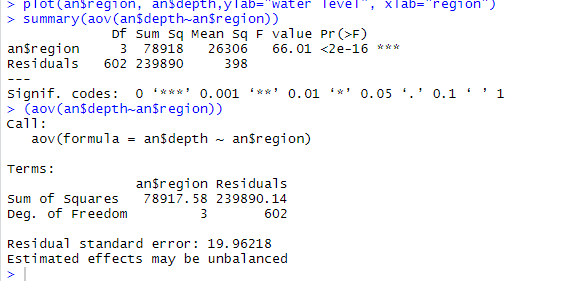 > plot(an$region, an$depth,ylab="water level", xlab="region")
> summary(aov(an$depth~an$region))
             Df Sum Sq Mean Sq F value Pr(>F)
an$region     3  78918   26306   66.01 <2e-16 ***
Residuals   602 239890     398
---
Signif. codes:  0 ‘***’ 0.001 ‘**’ 0.01 ‘*’ 0.05 ‘.’ 0.1 ‘ ’ 1
> (aov(an$depth~an$region))
Call:
   aov(formula = an$depth ~ an$region)
Terms:
                an$region Residuals
Sum of Squares   78917.58 239890.14
Deg. of Freedom         3       602
Residual standard error: 19.96218
Estimated effects may be unbalanced
>